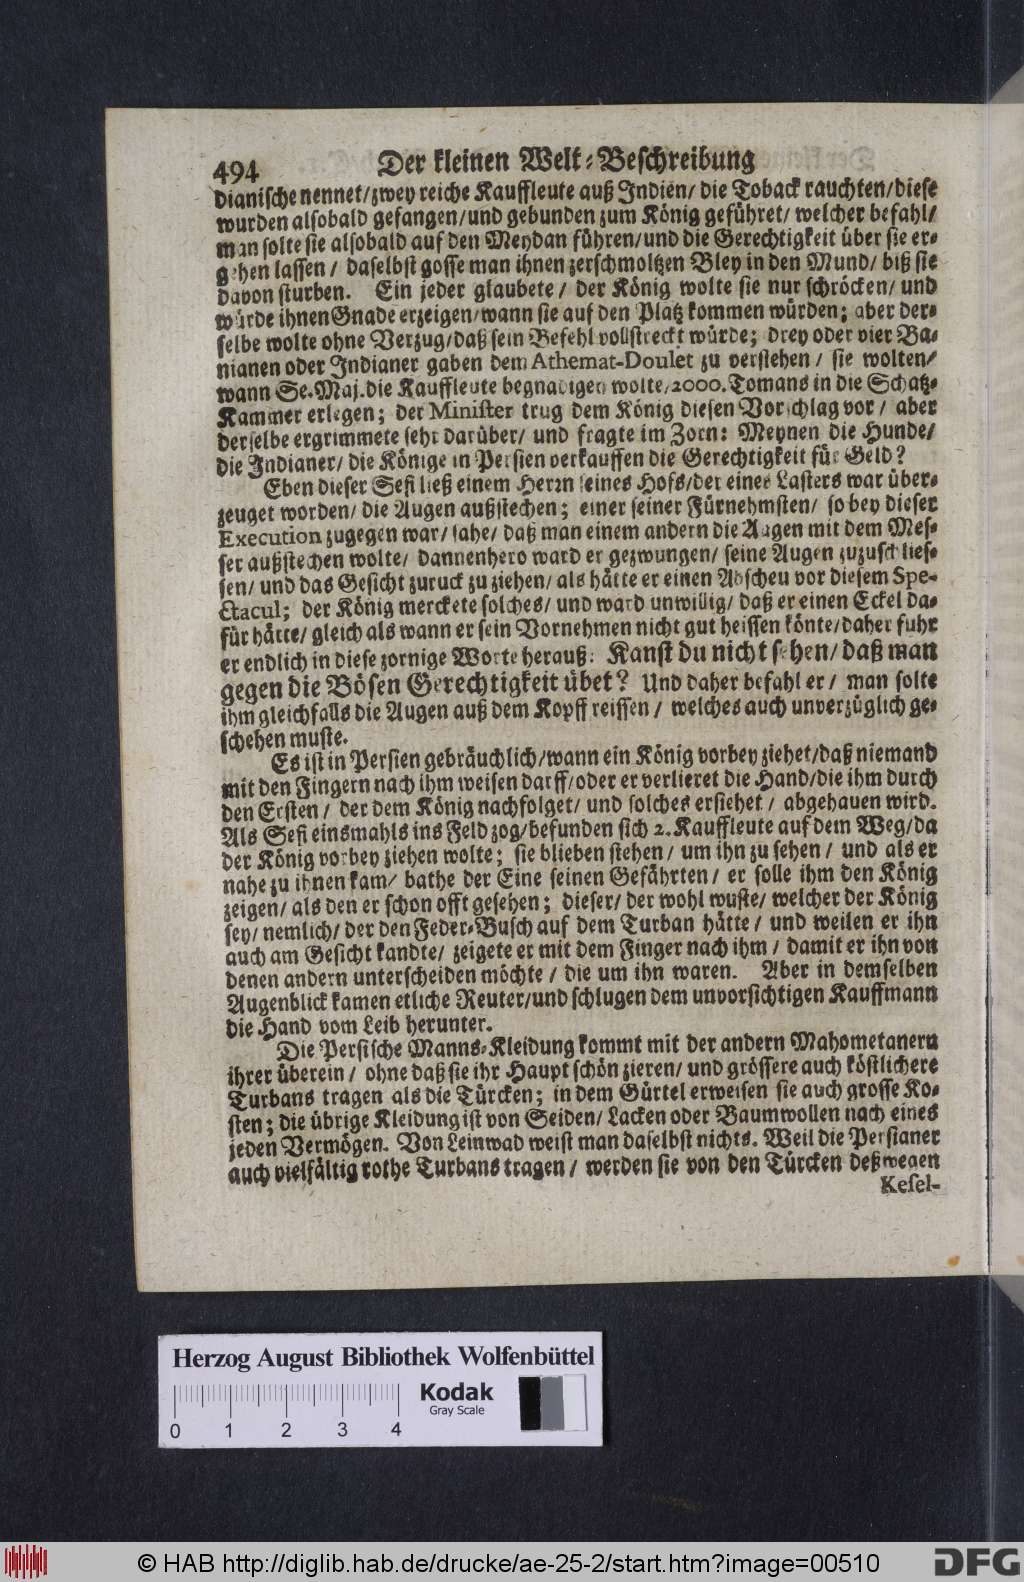 494 Der kleinen Welt-Beschreibung
dianische nennet/zwey reiche Kauffleute auß Indien/ die Toback rauchten/diese
wurden alsobald gefangen/und gebunden zum König geführet/ welcher befahl/
man solte sie alsobald auf den Meydan führen/und die Gerechtigkeit über sie er-
gehen lassen/ daselbst gosse man ihnen zerschmoltzen Bley in den Mund/ biß sie
davon sturben. Ein jeder glaubete/ der König wolte sie nur schröcken/ und
würde ihnen Gnade erzeigen/wann sie auf den Platz kommen würden; aber der-
selbe wolte ohne Verzug/daß sein Befehl vollstreckt würde; drey oder vier Ba-
nianen oder Indianer gaben dem Athemat-Doulet zu verstehen/ sie wolten/
wann Se. Maj. die Kauffleute begnadigen wolte/2000. Tomans in die Schatz-
Kammer erlegen; der Minister trug dem König diesen Vorschlag vor/ aber
derselbe ergrimmete sehr darüber/ und fragte im Zorn: Meynen die Hunde/
die Indianer/ die Könige in Persien verkauffen die Gerechtigkeit für Geld?
Eben dieser Sefi ließ einem Herrn seines Hofs/der eines Lasters war über-
zeuget worden/ die Augen außstechen; einer seiner Fürnehmsten/ so bey dieser
Execution zugegen war/ sahe/ daß man einem andern die Augen mit dem Mes-
ser außstechen wolte/ dannenhero ward er gezwungen/ seine Augen zuzuschlies-
sen/ und das Gesicht zuruck zu ziehen/ als hätte er einen Abscheu vor diesem Spe-
ctacul; der König merckete solches/ und ward unwillig/ daß er einen Eckel da-
für hätte/ gleich als wann er sein Vornehmen nicht gut heissen könte/daher fuhr
er endlich in diese zornige Worte herauß: Kanst du nicht sehen/ daß man
gegen die Bösen Gerechtigkeit übet? Und daher befahl er/ man solte
ihm gleichfalls die Augen auß dem Kopff reissen/ welches auch unverzüglich ge-
schehen muste.
Es ist in Persien gebräuchlich/wann ein König vorbey ziehet/daß niemand
mit den Fingern nach ihm weisen darff/oder er verlieret die Hand/die ihm durch
den Ersten/ der dem König nachfolget/ und solches ersiehet/ abgehauen wird.
Als Sefi einsmahls ins Feld zog/befunden sich 2. Kauffleute auf dem Weg/da
der König vorbey ziehen wolte; sie blieben stehen/ um ihn zu sehen/ und als er
nahe zu ihnen kam/ bathe der Eine seinen Gefährten/ er solle ihm den König
zeigen/ als den er schon offt gesehen; dieser/ der wohl wuste/ welcher der König
sey/ nemlich/ der den Feder-Busch auf dem Turban hätte/ und weilen er ihn
auch am Gesicht kandte/ zeigete er mit dem Finger nach ihm/ damit er ihn von
denen andern unterscheiden möchte/ die um ihn waren. Aber in demselben
Augenblick kamen etliche Reuter/und schlugen dem unvorsichtigen Kauffmann
die Hand vom Leib herunter.
Die Persische Manns-Kleidung kommt mit der andern Mahometanern
ihrer überein/ ohne daß sie ihr Haupt schön zieren/ und grössere auch köstlichere
Turbans tragen als die Türcken; in dem Gürtel erweisen sie auch grosse Ko-
sten; die übrige Kleidung ist von Seiden/ Lacken oder Baumwollen nach eines
jeden Vermögen. Von Leinwad weist man daselbst nichts. Weil die Persianer
auch vielfältig rothe Turbans tragen/ werden sie von den Türcken deßwegen
Kesel-
Herzog August Bibliothek Wolfenbüttel
Kodak
Gray Scale
0 1 2 3 4
© HAB http://diglib.hab.de/drucke/ae-25-2/start.htm?image=00510
DFG